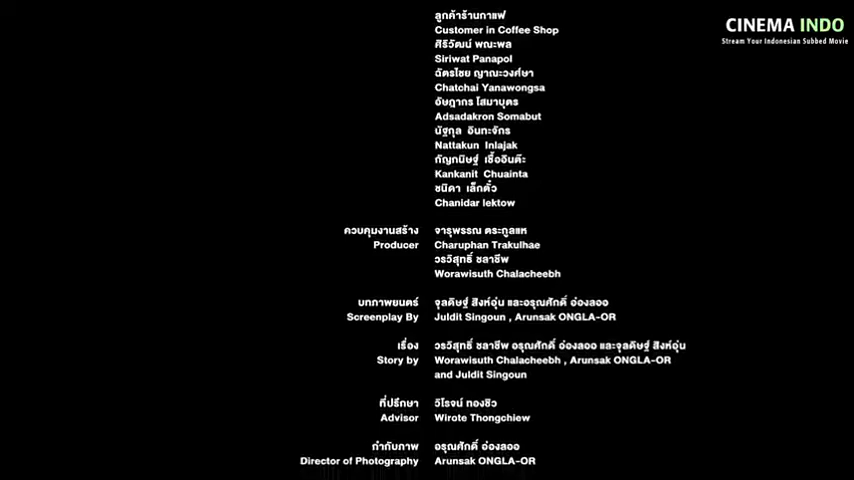 CINEMA INDO
Stream Your Indonesian Subbed Movie
ลูกค้าร้านกาแฟ
Customer in Coffee Shop
ศิริวัฒน์ พณะพล
Siriwat Panapol
ฉัตรไชย ญาณะวงศ์ษา
Chatchai Yanawongsa
อัษฎากร โสมาบุตร
Adsadakron Somabut
นัฐกุล อินทะจักร
Nattakun Inlajak
กัญกนิษฐ์ เชื้ออินต๊ะ
Kankanit Chuainta
ชนิดา เล็กตั๋ว
Chanidar lektow
ควบคุมงานสร้าง จารุพรรณ ตระกูลแห
Producer Charuphan Trakulhae
วรวิสุทธิ์ ชลาชีพ
Worawisuth Chalacheebh
บทภาพยนตร์ จุลดิษฐ์ สิงห์อุ่น และอรุณศักดิ์ อ่องลออ
Screenplay By Juldit Singoun , Arunsak ONGLA-OR
เรื่อง วรวิสุทธิ์ ชลาชีพ อรุณศักดิ์ อ่องลออ และจุลดิษฐ์ สิงห์อุ่น
Story by Worawisuth Chalacheebh , Arunsak ONGLA-OR
and Juldit Singoun
ที่ปรึกษา วิโรจน์ ทองชิว
Advisor Wirote Thongchiew
กำกับภาพ อรุณศักดิ์ อ่องลออ
Director of Photography Arunsak ONGLA-OR